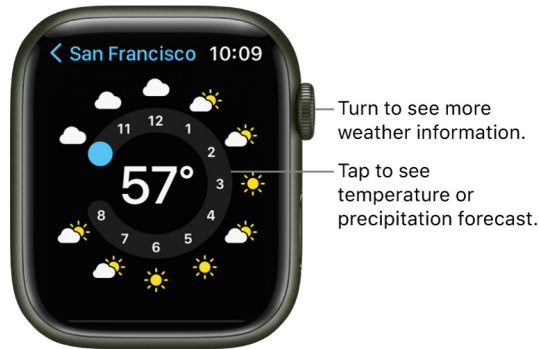 San Francisco 10:09
12
11 1
2
57° 3
8 4
7 5
6
Turn to see more
weather information.
Tap to see
temperature or
precipitation forecast.